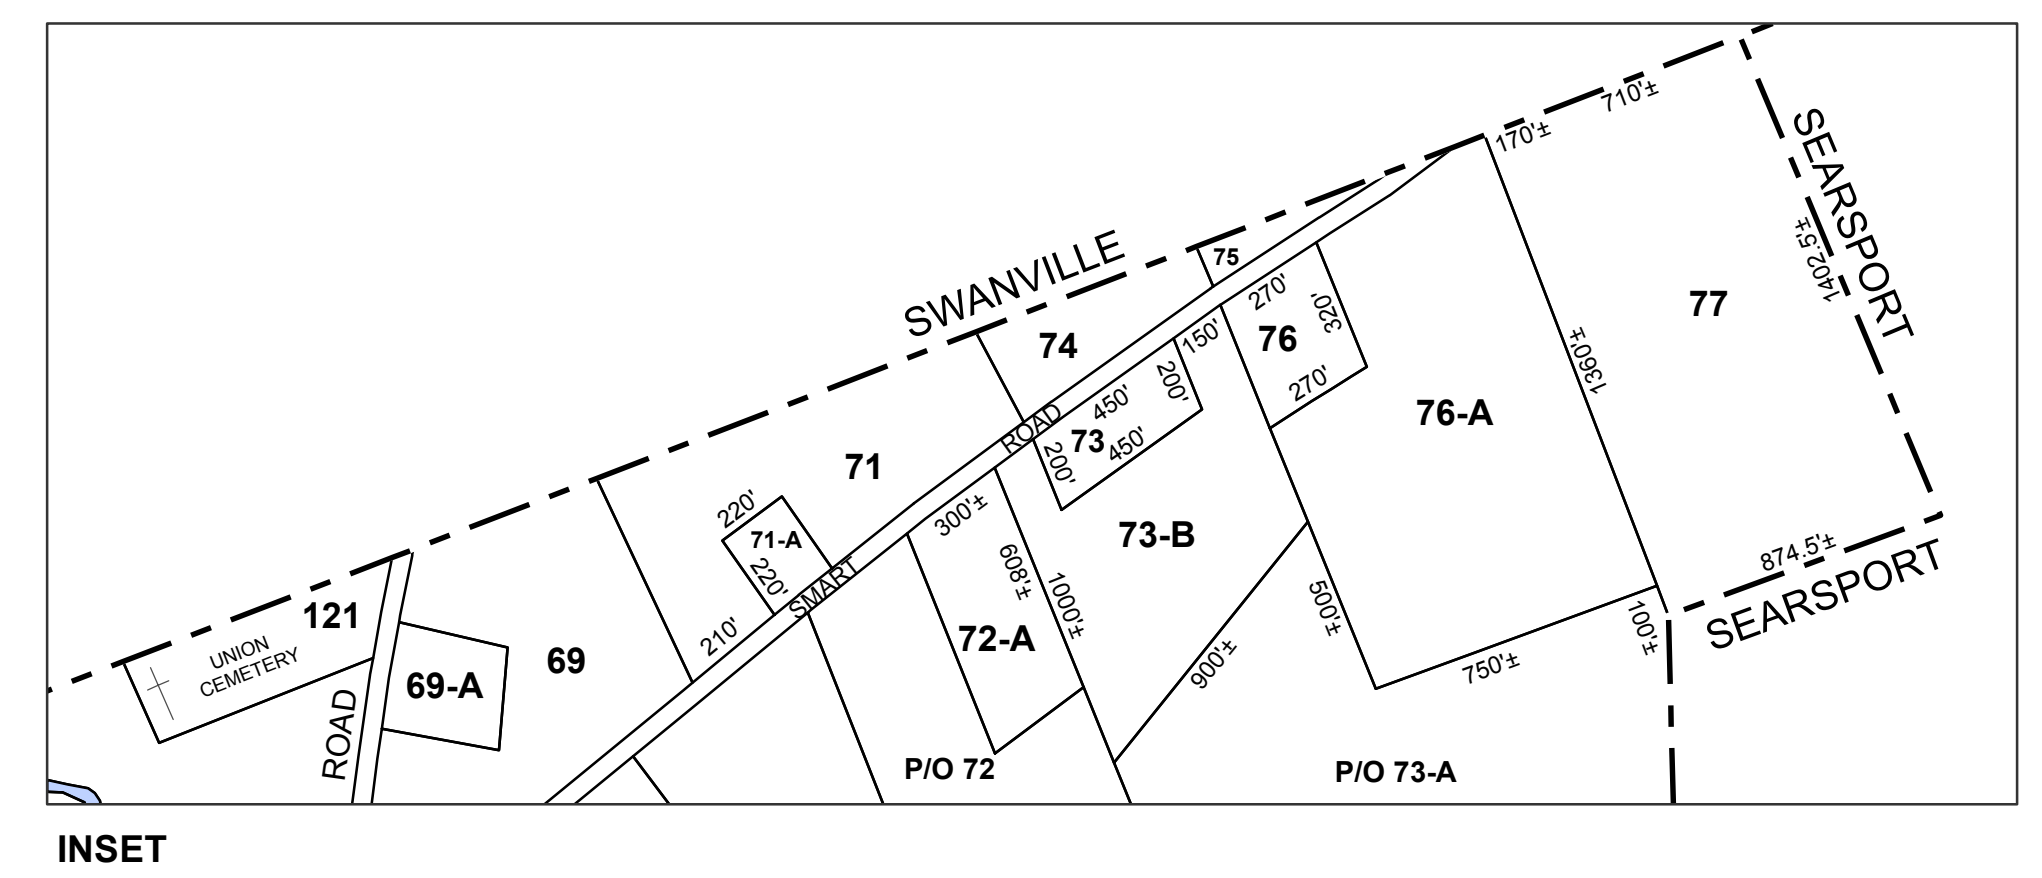 710'±
170'±
SEARSPORT
1402.5'±
SWANVILLE
75
270'
320'
77
74
150'
76
1360'±
200'
270'
450'
76-A
ROAD
73
450'
200'
71
220'
300'±
71-A
73-B
220'
SMART
608'±
1000'±
874.5'±
SEARSPORT
121
500'±
100'±
210'
UNION
CEMETERY
69
72-A
900'±
750'±
69-A
ROAD
P/O 72
P/O 73-A
INSET